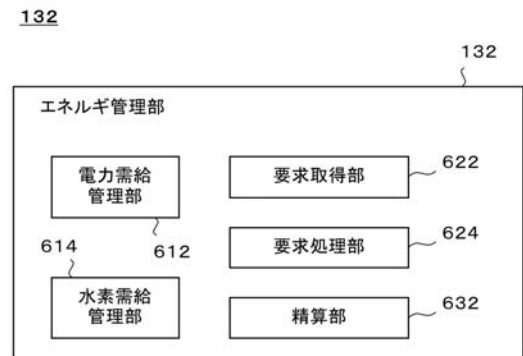 132
132
エネルギ管理部
電力需給
管理部
612
614
水素需給
管理部
要求取得部
622
要求処理部
624
精算部
632